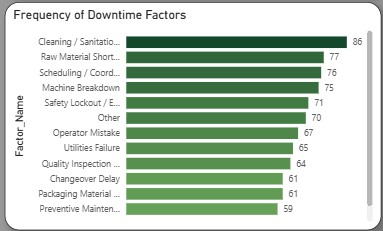 Frequency of Downtime Factors
Factor_Name
Cleaning / Sanitatio... 86
Raw Material Short... 77
Scheduling / Coord... 76
Machine Breakdown 75
Safety Lockout / E... 71
Other 70
Operator Mistake 67
Utilities Failure 65
Quality Inspection ... 64
Changeover Delay 61
Packaging Material ... 61
Preventive Mainten... 59